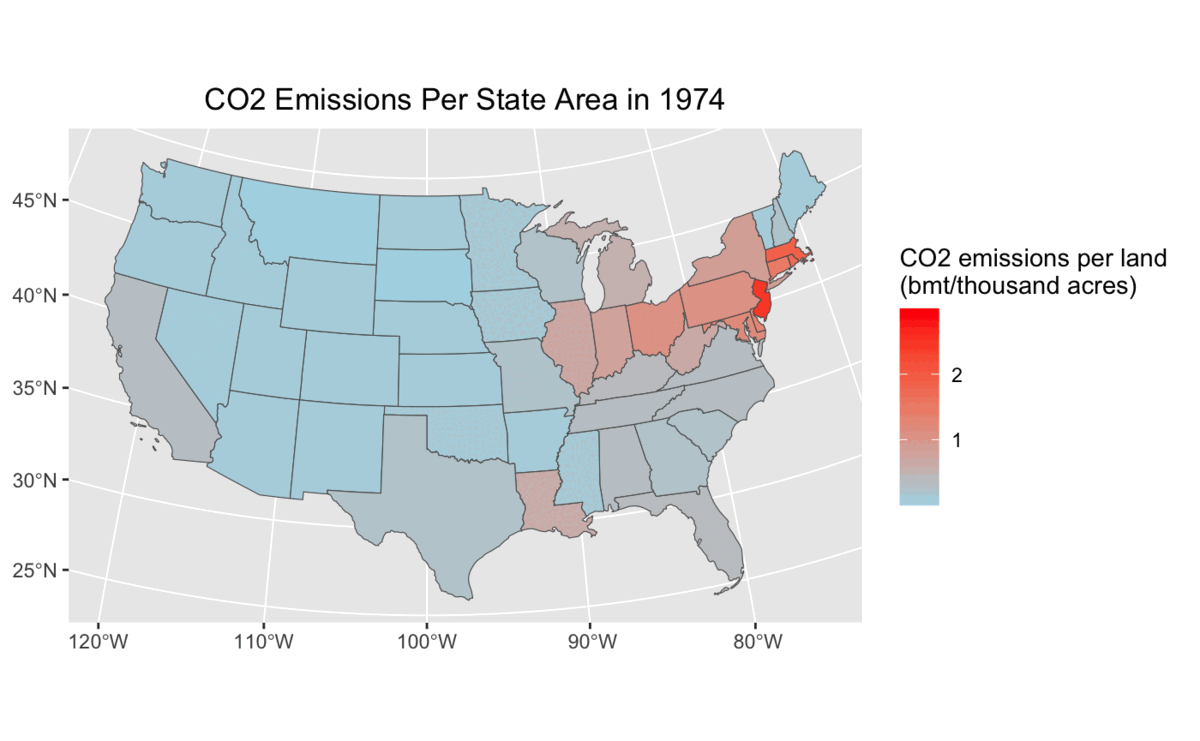 CO2 Emissions Per State Area in 1974
45°N
40°N
35°N
30°N
25°N
120°W
110°W
100°W
90°W
80°W
CO2 emissions per land
(bmt/thousand acres)
2
1